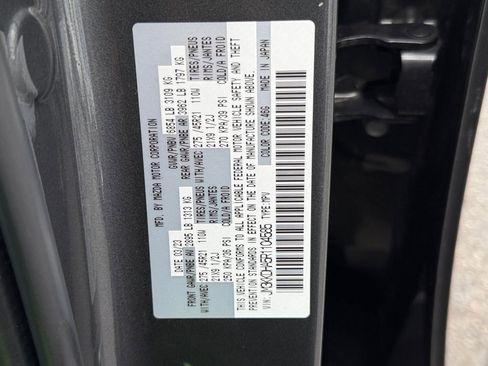 MFD. BY MAZDA MOTOR CORPORATION
DATE 02/23 GVWR/PNBV 6854 LB 3109 KG
FRONT GAWR/PNBE AV 2895 LB 1313 KG REAR GAWR/PNBE AR 3962 LB 1797 KG
WITH/AVEC 275 /45R21 110W TIRES/PNEUS WITH/AVEC 275 /45R21 110W TIRES/PNEUS
21X9 1/2J RIMS/JANTES 21X9 1/2J RIMS/JANTES
250 KPA/36 PSI COLD/A FROID 270 KPA/39 PSI COLD/A FROID
THIS VEHICLE CONFORMS TO ALL APPLICABLE FEDERAL MOTOR VEHICLE SAFETY AND THEFT
PREVENTION STANDARDS IN EFFECT ON THE DATE OF MANUFACTURE SHOWN ABOVE.
COLOR CODE 46G MADE IN JAPAN
VIN: TYPE: MPV